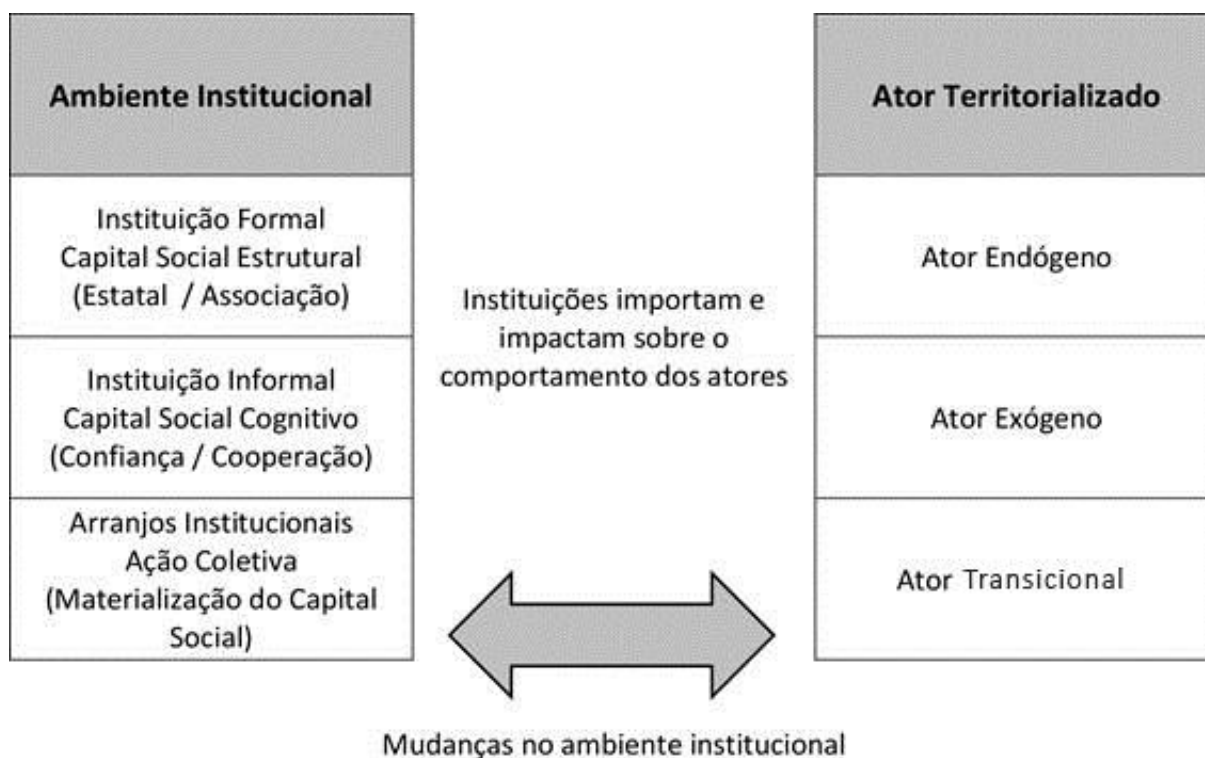 Ambiente Institucional
Instituição Formal
Capital Social Estrutural
(Estatal / Associação)
Instituição Informal
Capital Social Cognitivo
(Confiança / Cooperação)
Arranjos Institucionais
Ação Coletiva
(Materialização do Capital
Social)
Instituições importam e
impactam sobre o
comportamento dos atores
Mudanças no ambiente institucional
Ator Territorializado
Ator Endógeno
Ator Exógeno
Ator Transicional